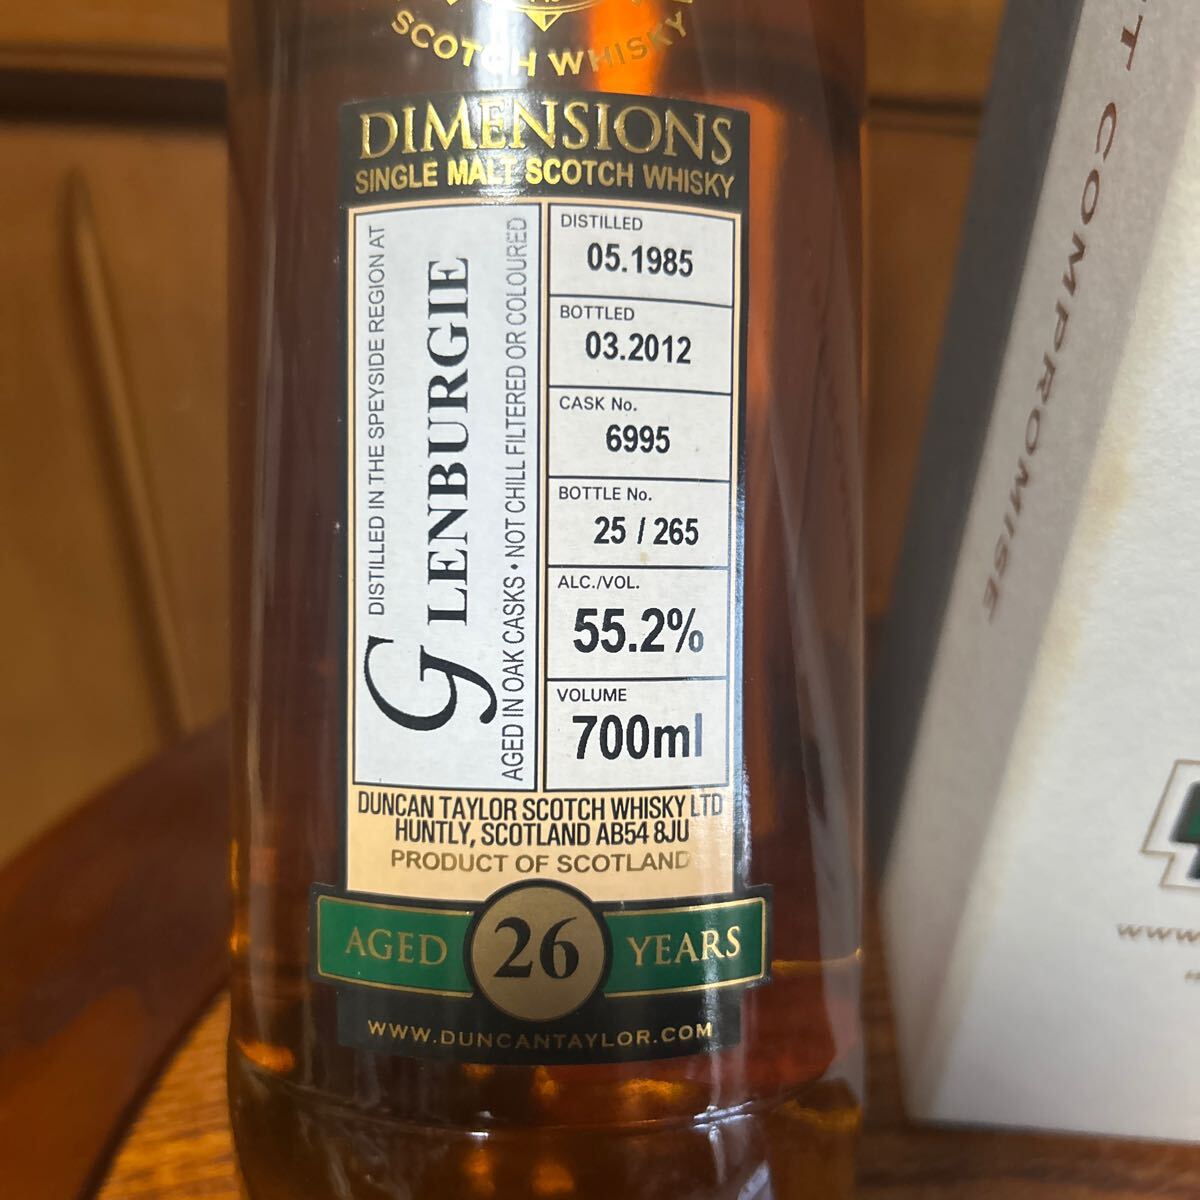 SCOTCH WHISKY
DIMENSIONS
SINGLE MALT SCOTCH WHISKY
DISTILLED IN THE SPEYSIDE REGION AT
GLENBURGIE
AGED IN OAK CASKS • NOT CHILL FILTERED OR COLOURED
DISTILLED
05.1985
BOTTLED
03.2012
CASK No.
6995
BOTTLE No.
25 / 265
ALC./VOL.
55.2%
VOLUME
700ml
DUNCAN TAYLOR SCOTCH WHISKY LTD
HUNTLY, SCOTLAND AB54 8JU
PRODUCT OF SCOTLAND
AGED 26 YEARS
WWW.DUNCANTAYLOR.COM
COMPROMISE
www